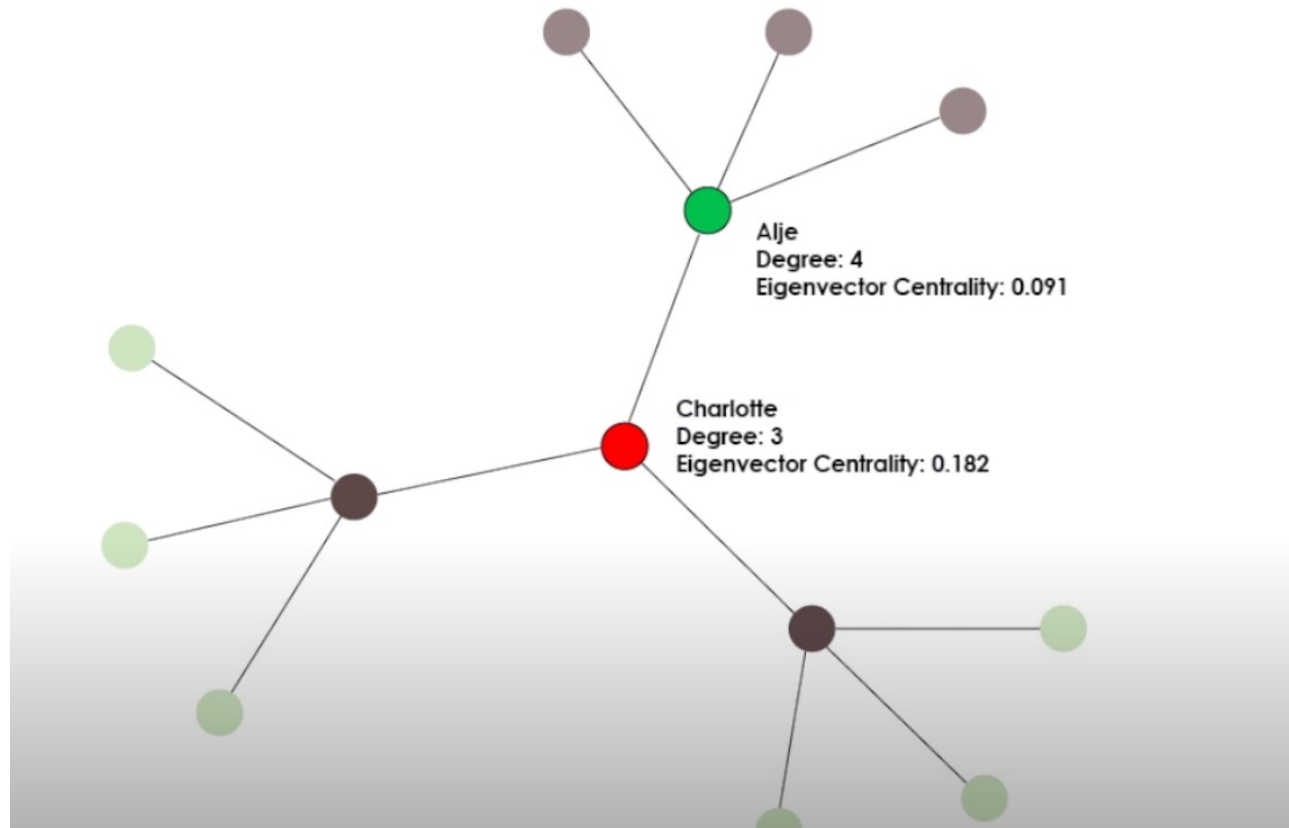 Alje
Degree: 4
Eigenvector Centrality: 0.091
Charlotte
Degree: 3
Eigenvector Centrality: 0.182